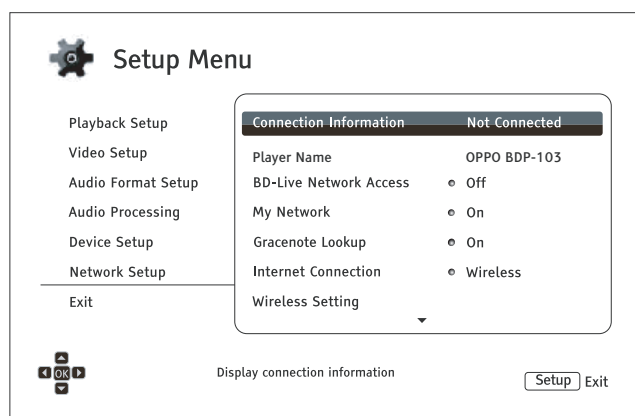 Setup Menu
Playback Setup
Video Setup
Audio Format Setup
Audio Processing
Device Setup
Network Setup
Exit
Connection Information Not Connected
Player Name OPPO BDP-103
BD-Live Network Access Off
My Network On
Gracenote Lookup On
Internet Connection Wireless
Wireless Setting
OK
Display connection information
Setup Exit